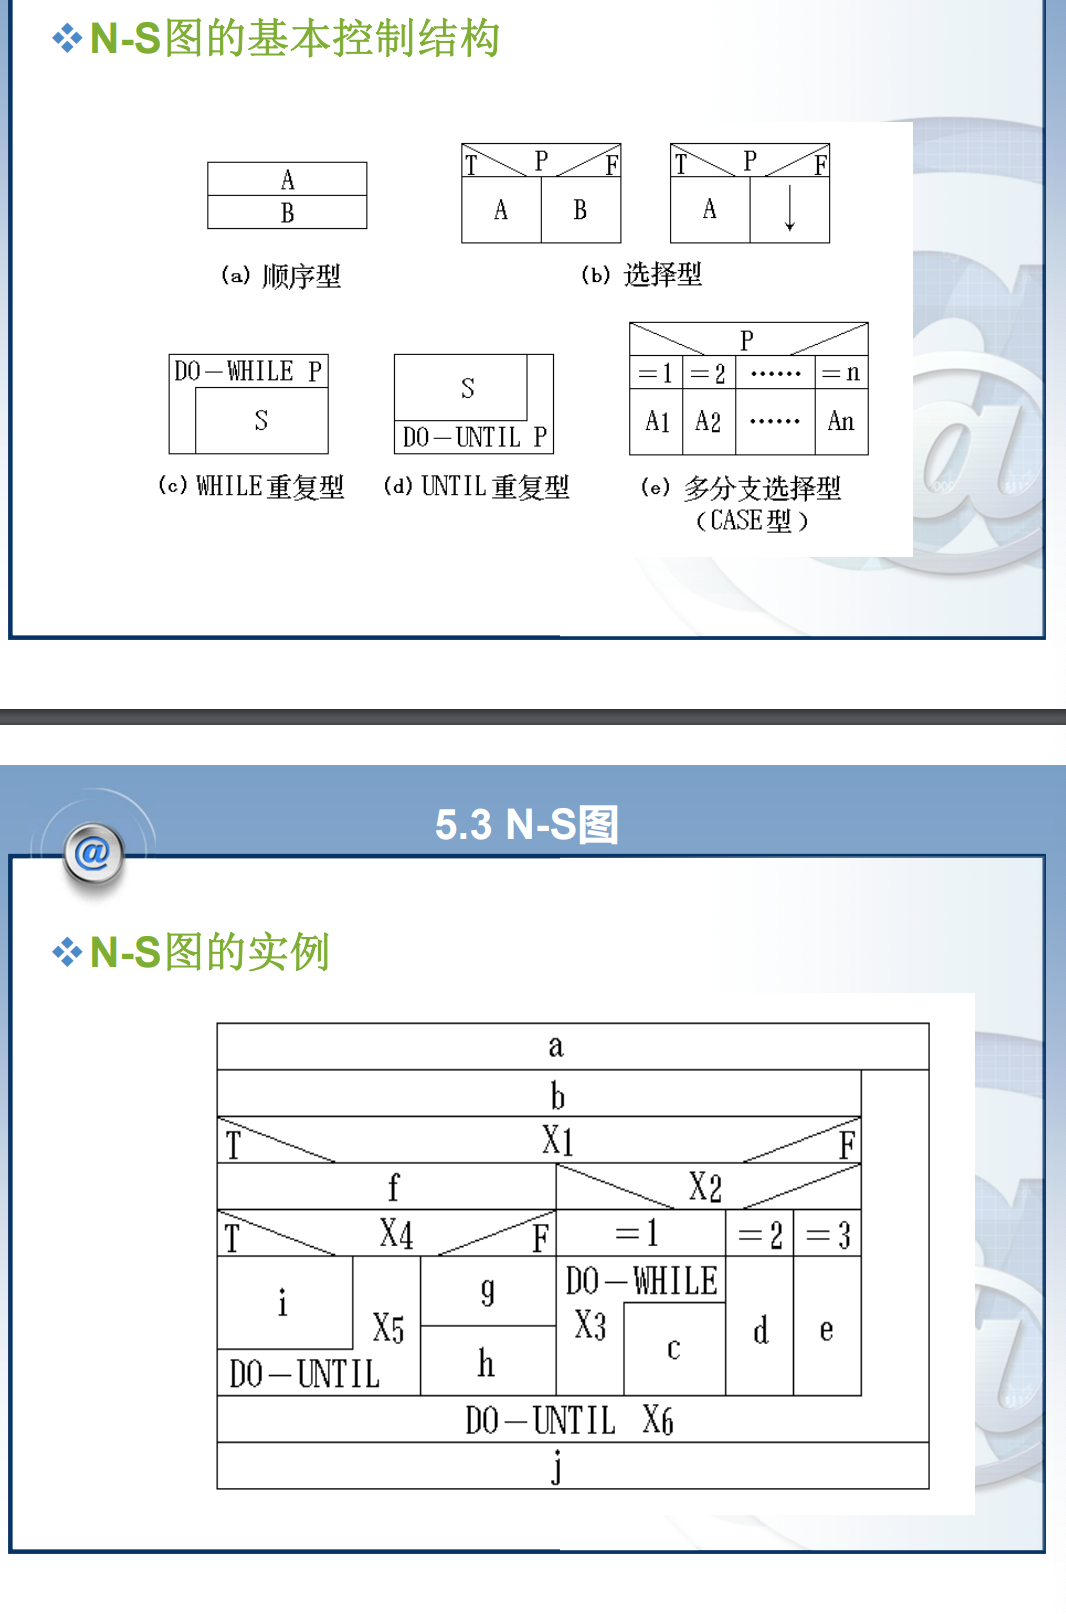 N-S图的基本控制结构
A
B
T P F
A B
T P F
A
(a) 顺序型
(b) 选择型
DO—WHILE P
S
S
DO—UNTIL P
P
=1 =2 …… =n
A1 A2 …… An
(c) WHILE重复型
(d) UNTIL重复型
(e) 多分支选择型
(CASE型)
@
5.3 N-S图
N-S图的实例
a
b
T X1 F
f X2
T X4 F =1 =2 =3
i X5 g DO—WHILE
X3 c d e
DO—UNTIL h
DO—UNTIL X6
j